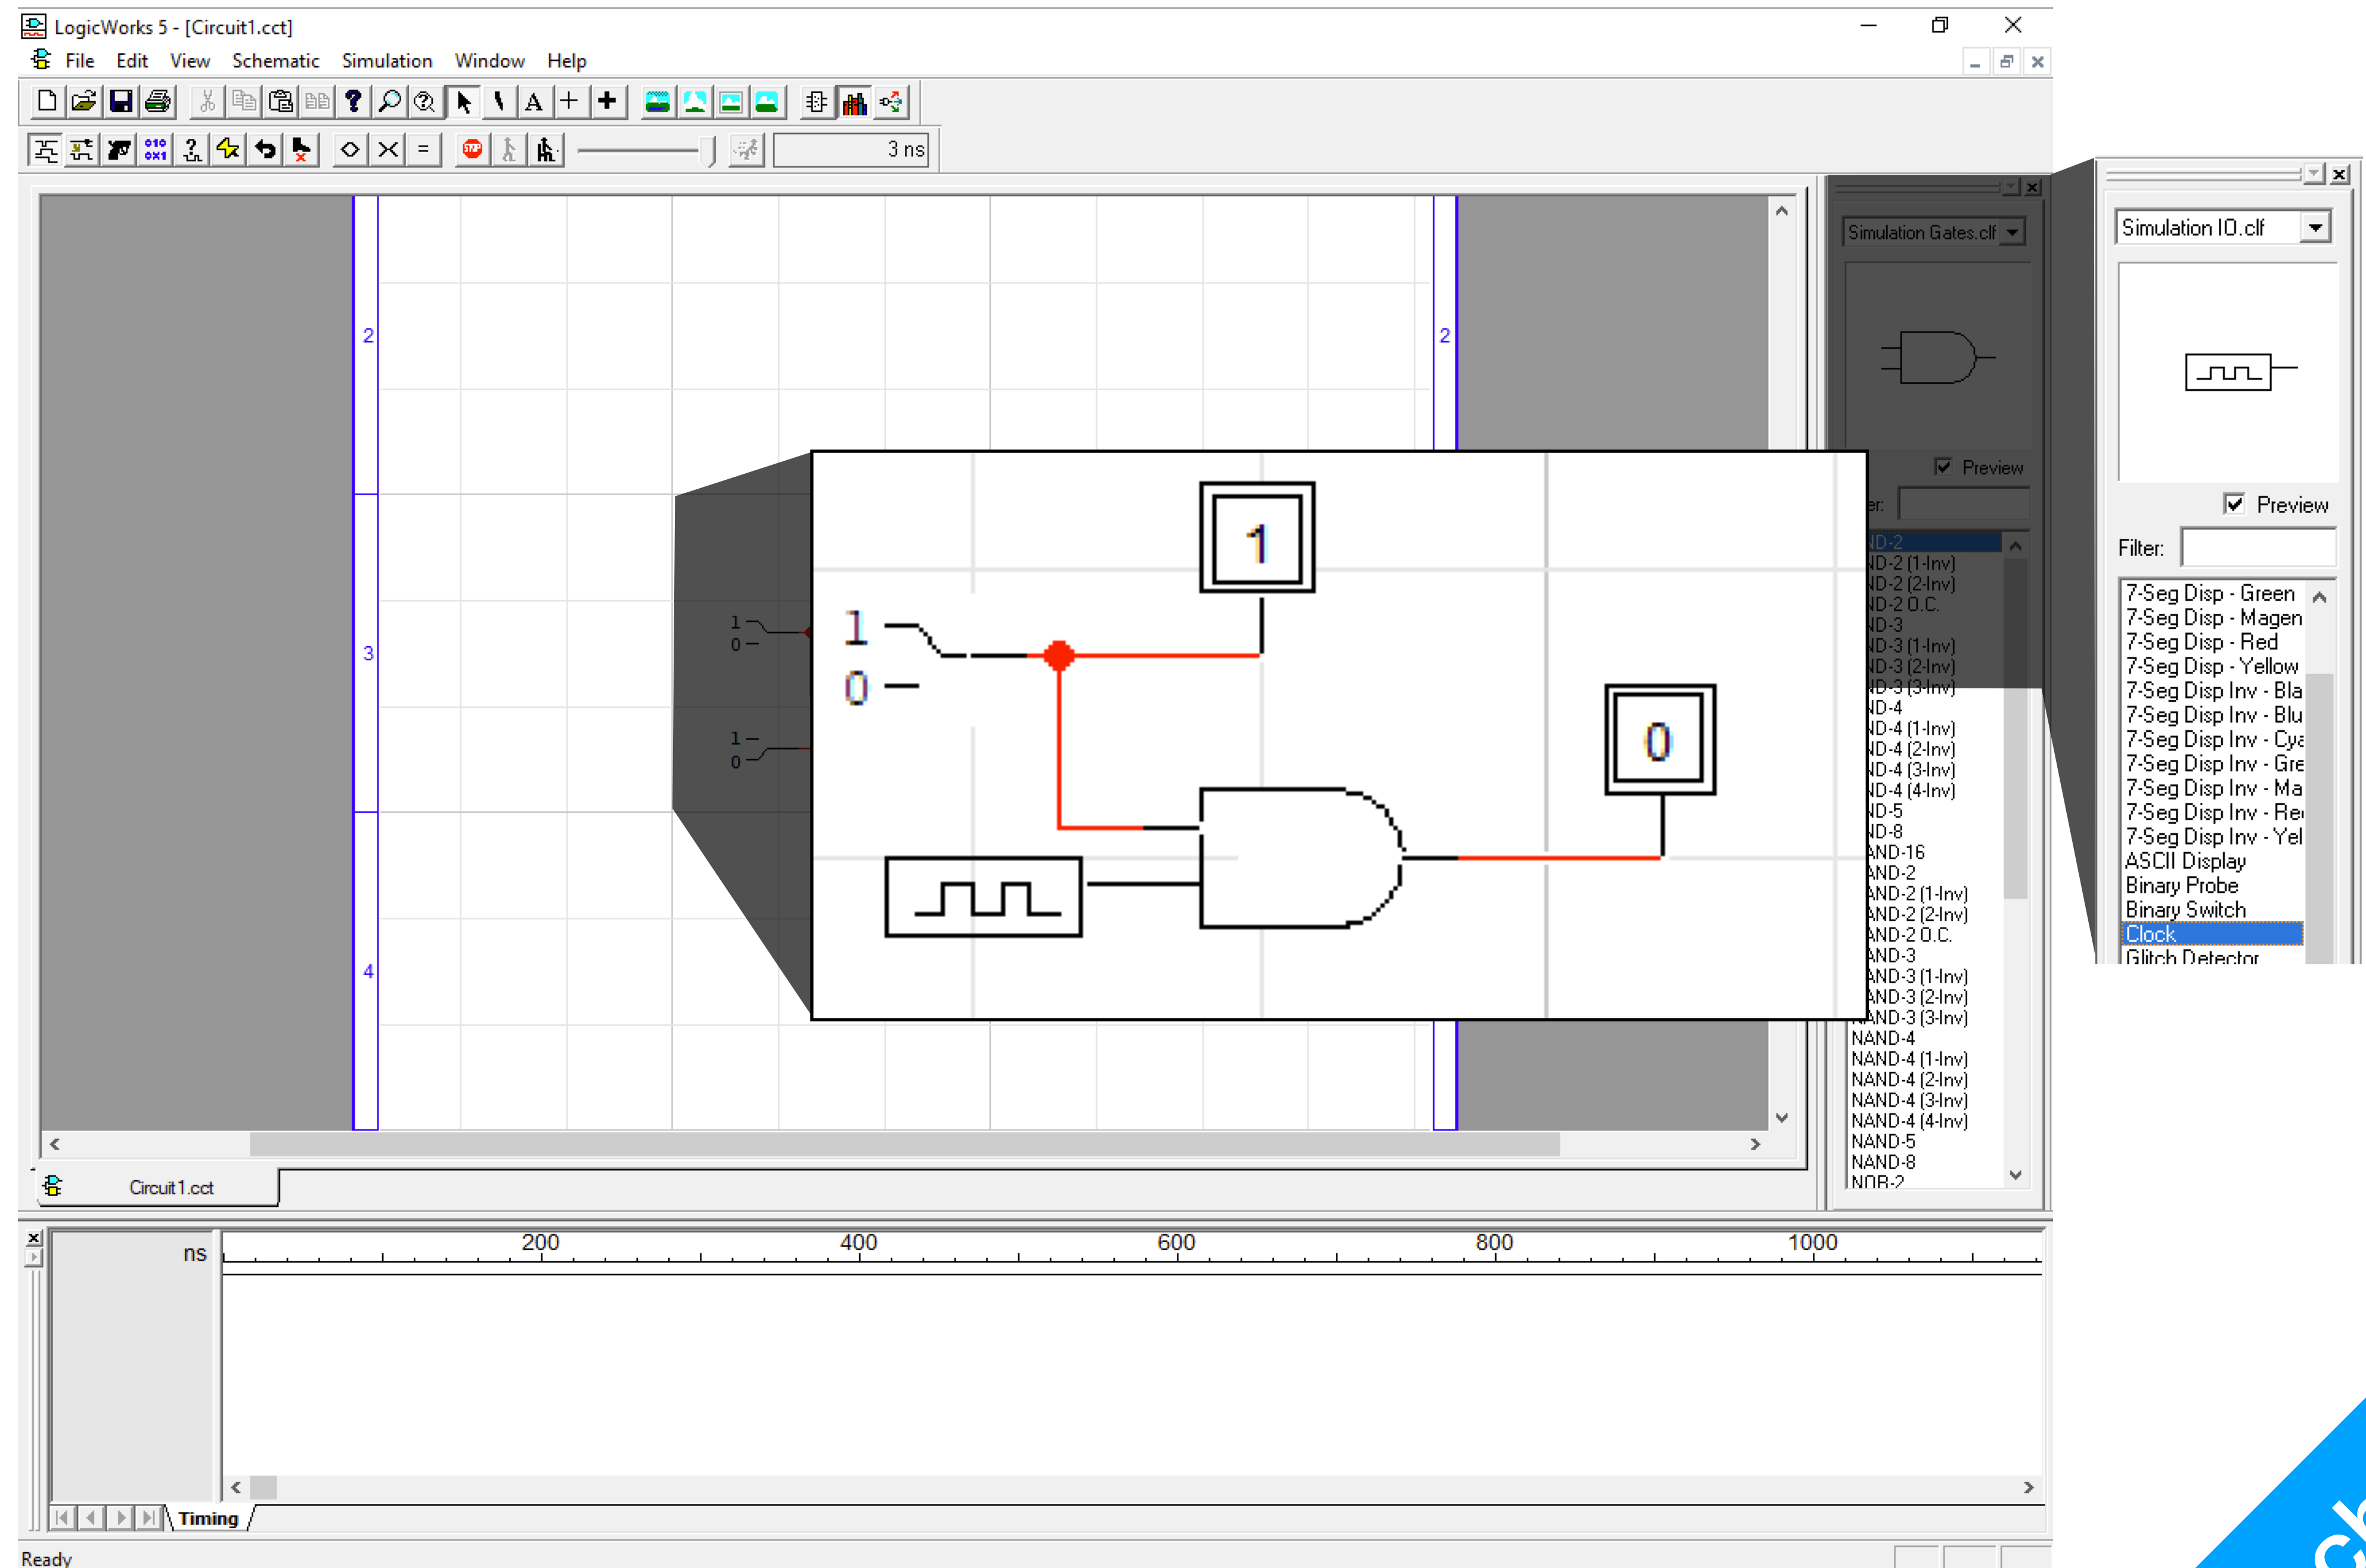 LogicWorks 5 - [Circuit1.cct]
File Edit View Schematic Simulation Window Help
3 ns
Simulation Gates.clf
Preview
2
2
3
4
1
0
1
0
1
1
0
0
NAND-4
NAND-4 (1-Inv)
NAND-4 (2-Inv)
NAND-4 (3-Inv)
NAND-4 (4-Inv)
NAND-5
NAND-8
NOR-2
Simulation IO.clf
Preview
Filter:
7-Seg Disp - Green
7-Seg Disp - Magen
7-Seg Disp - Red
7-Seg Disp - Yellow
7-Seg Disp Inv - Bla
7-Seg Disp Inv - Blu
7-Seg Disp Inv - Cya
7-Seg Disp Inv - Gre
7-Seg Disp Inv - Ma
7-Seg Disp Inv - Red
7-Seg Disp Inv - Yel
ASCII Display
Binary Probe
Binary Switch
Clock
Glitch Detector
Circuit1.cct
ns 200 400 600 800 1000
Timing
Ready